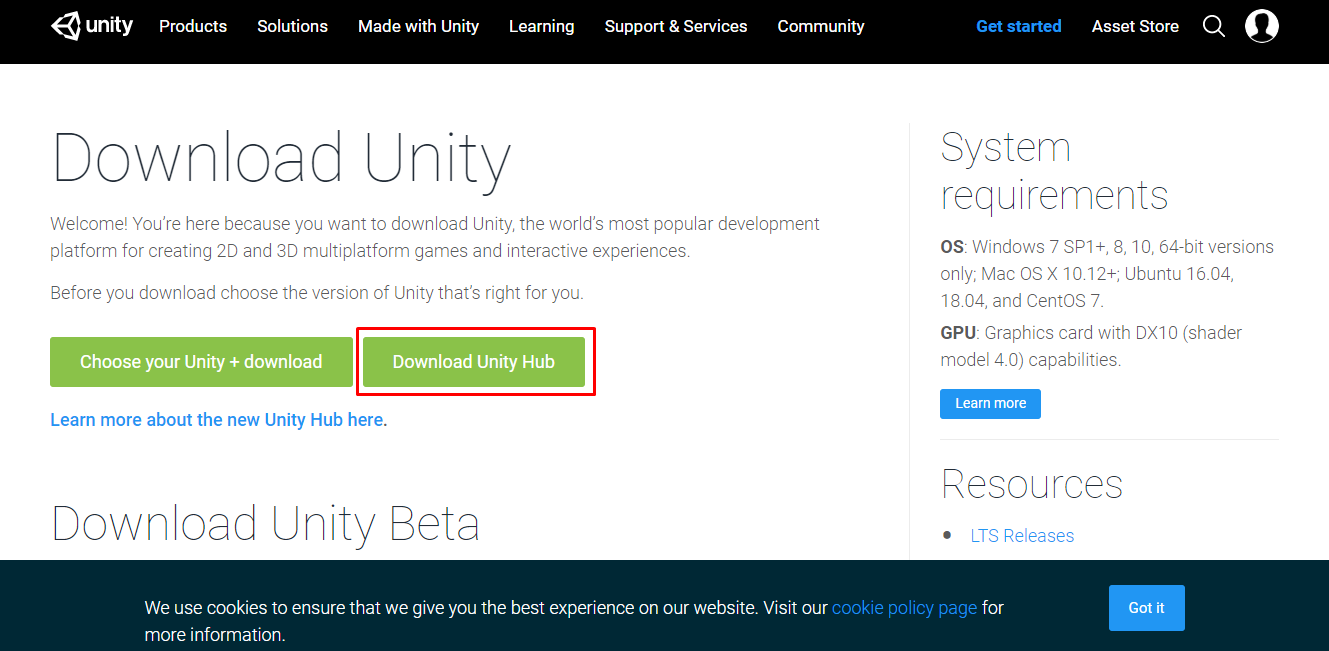 unity Products Solutions Made with Unity Learning Support & Services Community Get started Asset Store
Download Unity
Welcome! You’re here because you want to download Unity, the world’s most popular development
platform for creating 2D and 3D multiplatform games and interactive experiences.
Before you download choose the version of Unity that’s right for you.
Choose your Unity + download
Download Unity Hub
Learn more about the new Unity Hub here.
Download Unity Beta
System
requirements
OS: Windows 7 SP1+, 8, 10, 64-bit versions
only; Mac OS X 10.12+; Ubuntu 16.04,
18.04, and CentOS 7.
GPU: Graphics card with DX10 (shader
model 4.0) capabilities.
Learn more
Resources
• LTS Releases
We use cookies to ensure that we give you the best experience on our website. Visit our cookie policy page for
more information.
Got it